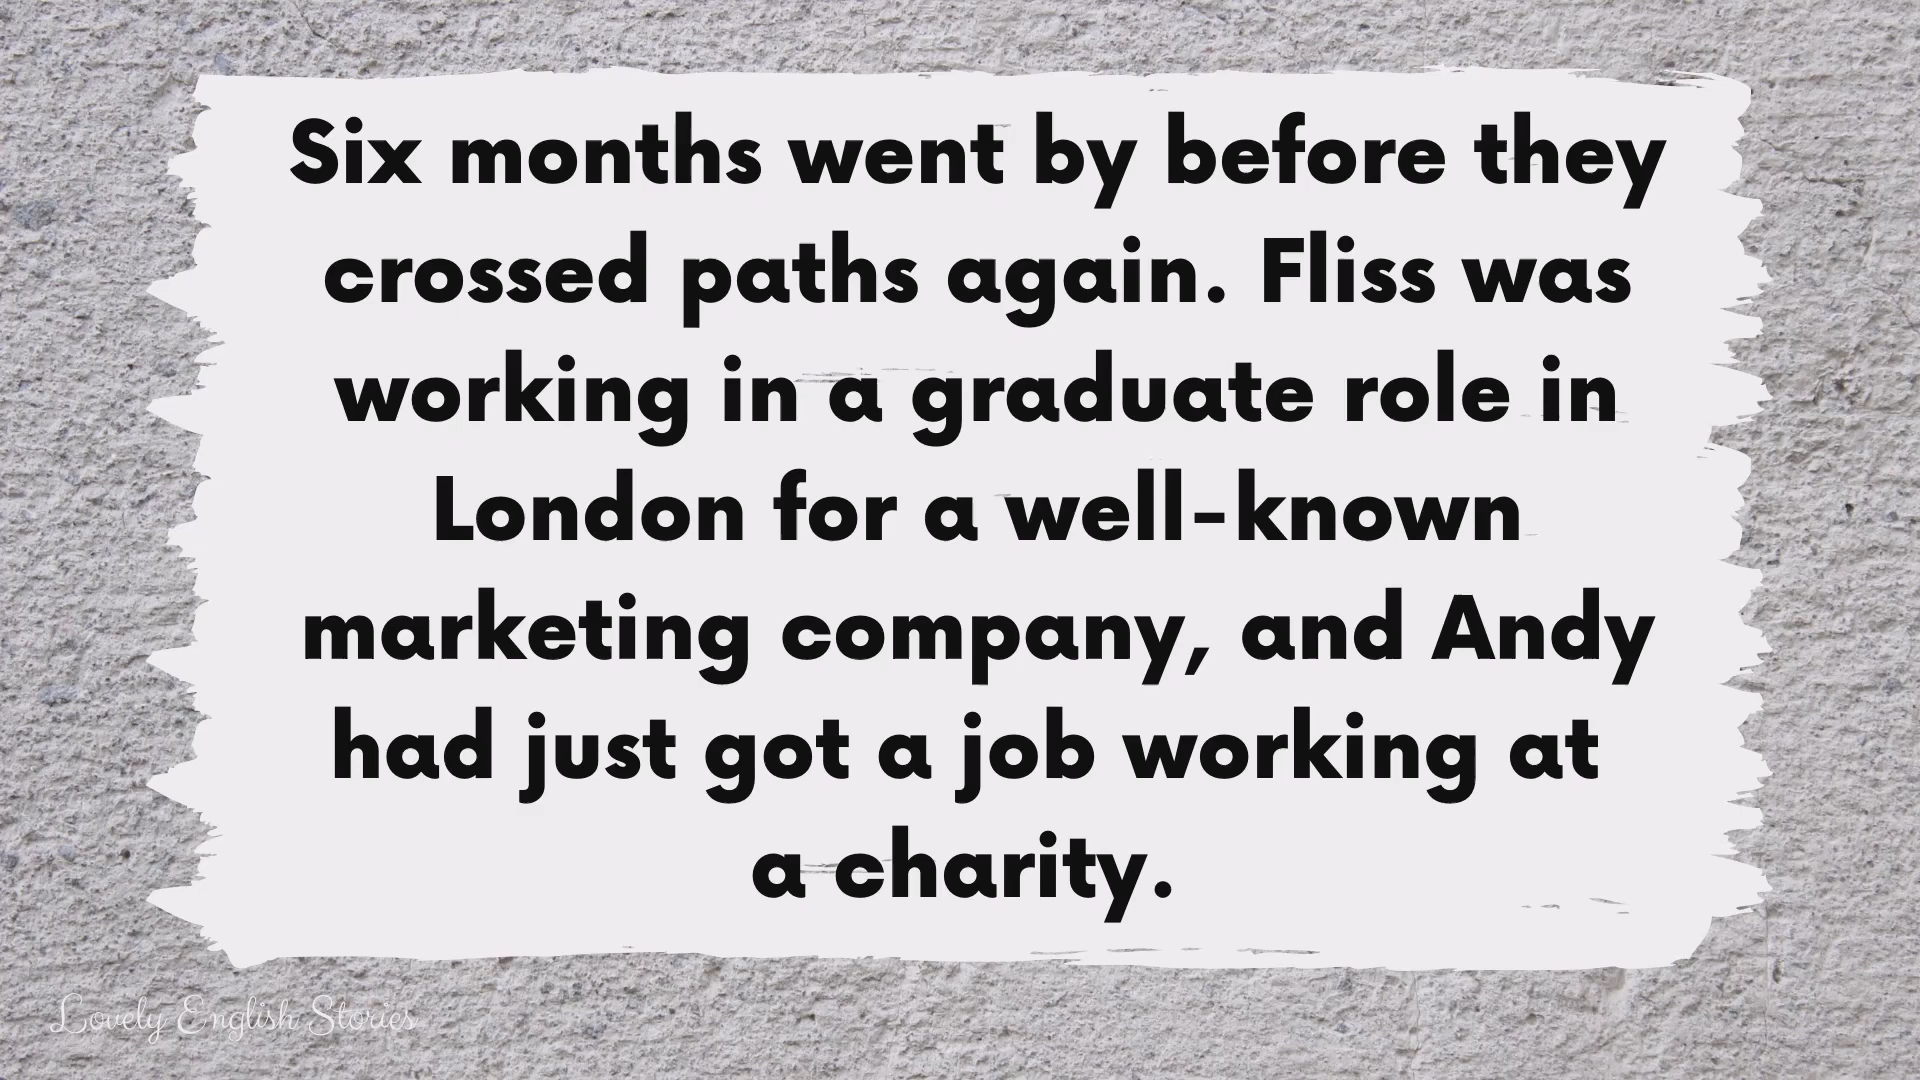 Six months went by before they
crossed paths again. Fliss was
working in a graduate role in
London for a well-known
marketing company, and Andy
had just got a job working at
a charity.
Lovely English Stories